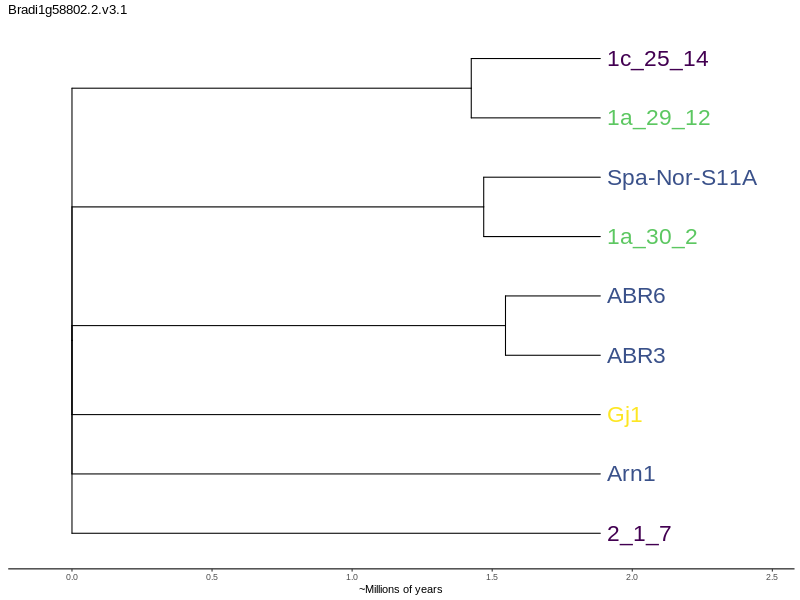 Bradi1g58802.2.v3.1
1c_25_14
1a_29_12
Spa-Nor-S11A
1a_30_2
ABR6
ABR3
Gj1
Arn1
2_1_7
0.0 0.5 1.0 1.5 2.0 2.5
~Millions of years